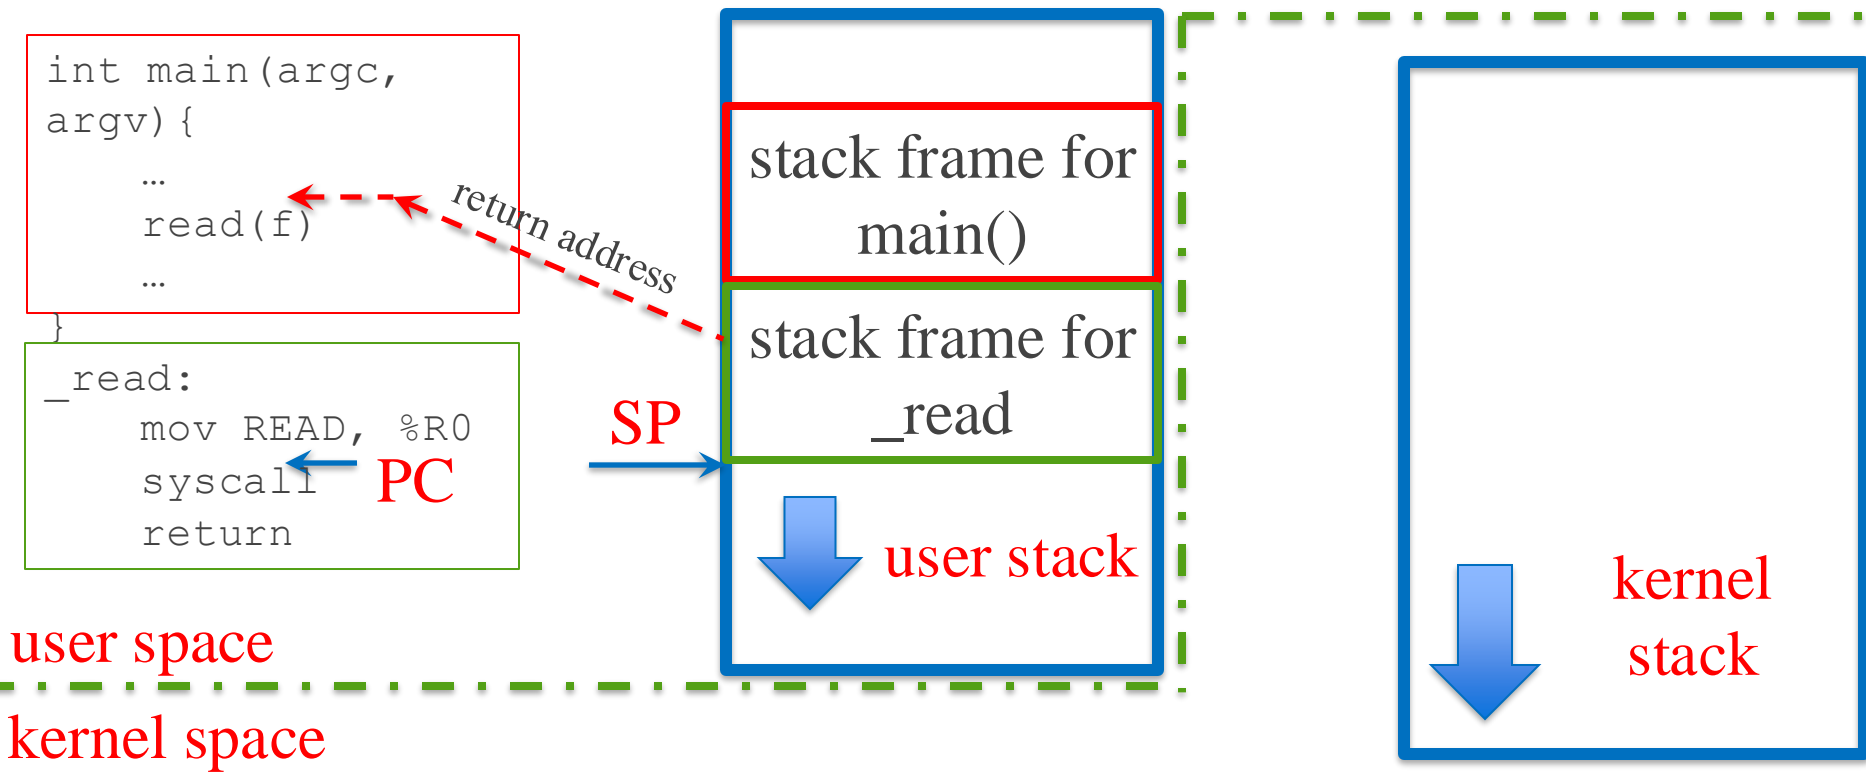 int main(argc,
argv){
…
read(f)
…
}
_read:
mov READ, %R0
syscall
return
PC
return address
SP
stack frame for
main()
stack frame for
_read
user stack
kernel
stack
user space
kernel space